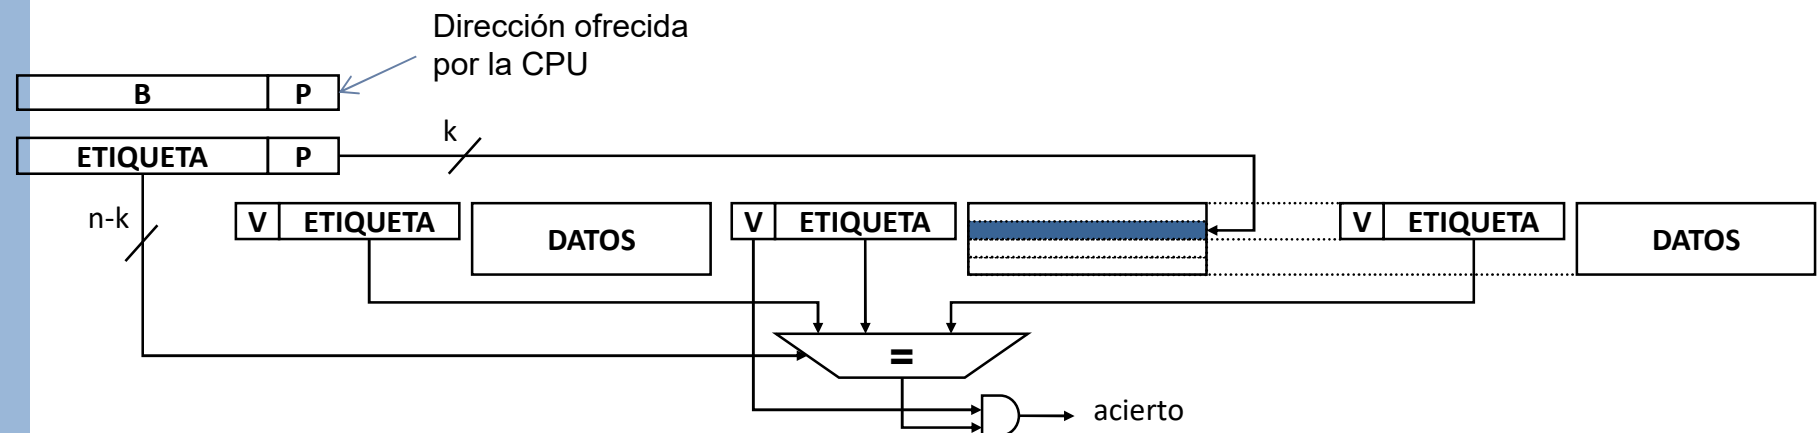 Dirección ofrecida
por la CPU
B P
k
ETIQUETA P
n-k
V ETIQUETA DATOS V ETIQUETA V ETIQUETA DATOS
=
acierto